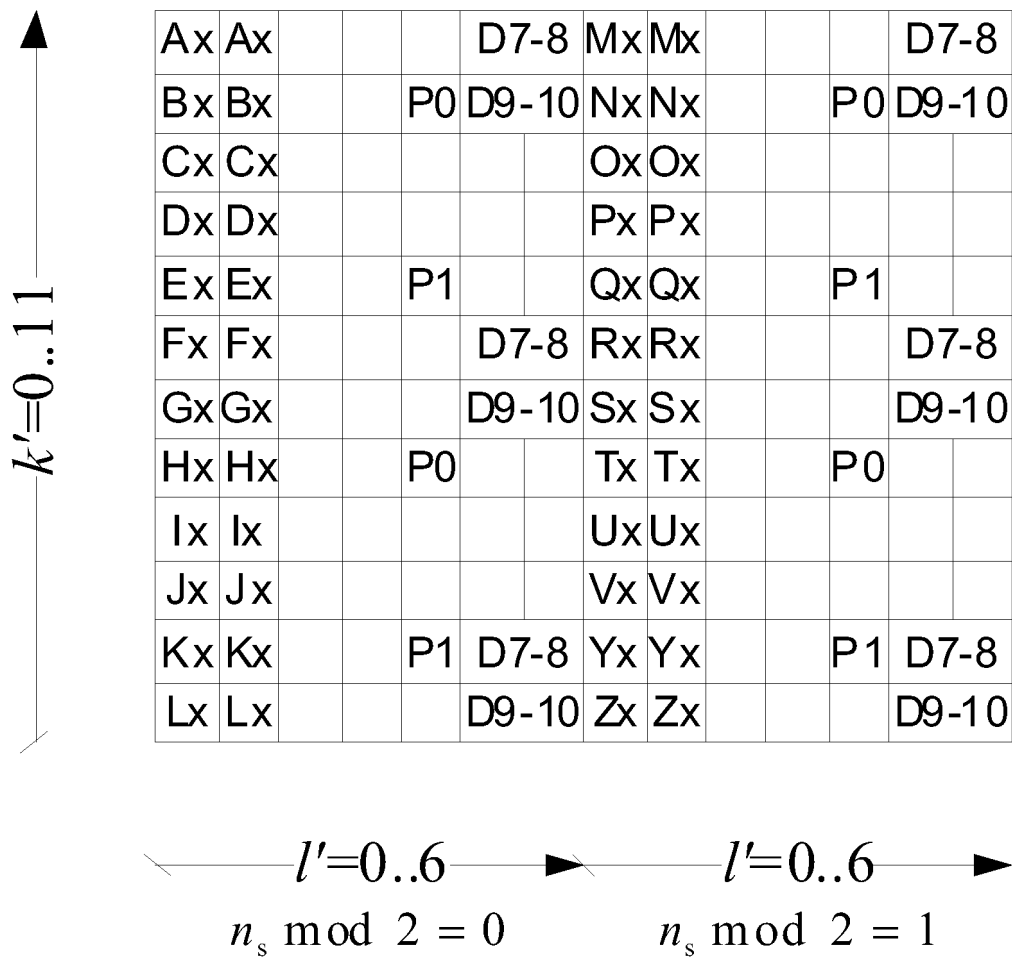 Ax Ax D7-8 Mx Mx D7-8
Bx Bx P0 D9-10 Nx Nx P0 D9-10
Cx Cx Ox Ox
Dx Dx Px Px
Ex Ex P1 Qx Qx P1
Fx Fx D7-8 Rx Rx D7-8
Gx Gx D9-10 Sx Sx D9-10
Hx Hx P0 Tx Tx P0
Ix Ix Ux Ux
Jx Jx Vx Vx
Kx Kx P1 D7-8 Yx Yx P1 D7-8
Lx Lx D9-10 Zx Zx D9-10
k'=0..11
l'=0..6 l'=0..6
ns mod 2 = 0 ns mod 2 = 1